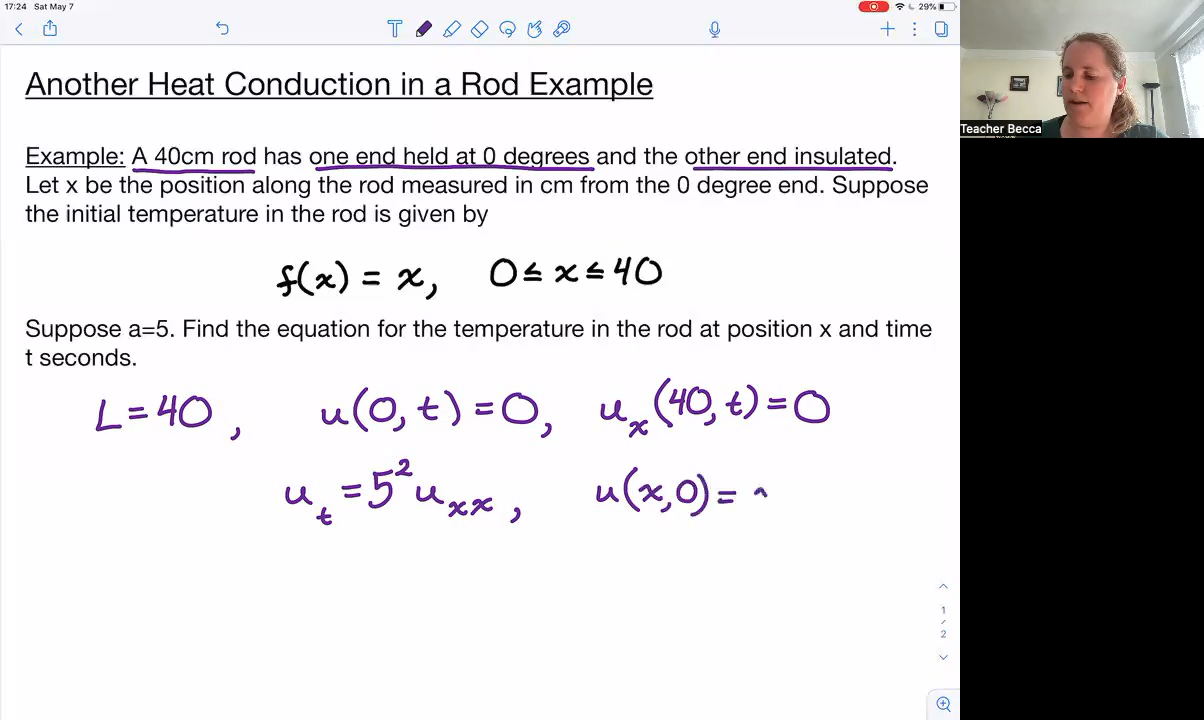 17:24 Sat May 7
29%
Another Heat Conduction in a Rod Example
Example: A 40cm rod has one end held at 0 degrees and the other end insulated.
Let x be the position along the rod measured in cm from the 0 degree end. Suppose
the initial temperature in the rod is given by
f(x) = x, 0 ≤ x ≤ 40
Suppose a=5. Find the equation for the temperature in the rod at position x and time
t seconds.
L = 40, u(0, t) = 0, u_x(40, t) = 0
u_t = 5² u_xx, u(x, 0) =
1
/
2
Teacher Becca